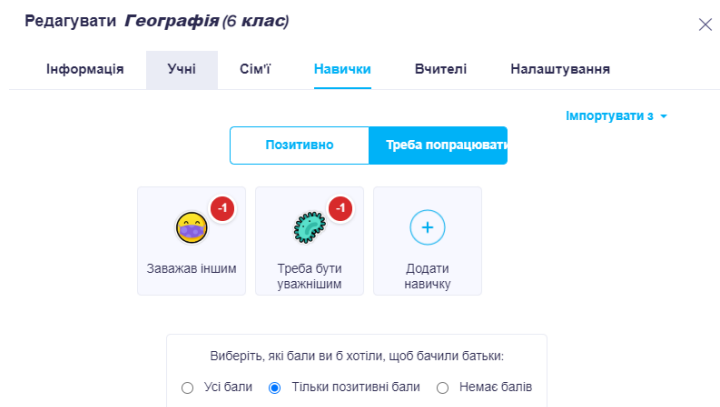 Редагувати Географія (6 клас)
Інформація Учні Сім'ї Навички Вчителі Налаштування
Імпортувати з
Позитивно Треба попрацювати
-1 -1
Заважав іншим Треба бути Додати
уважнішим навичку
Виберіть, які бали ви б хотіли, щоб бачили батьки:
Усі бали Тільки позитивні бали Немає балів